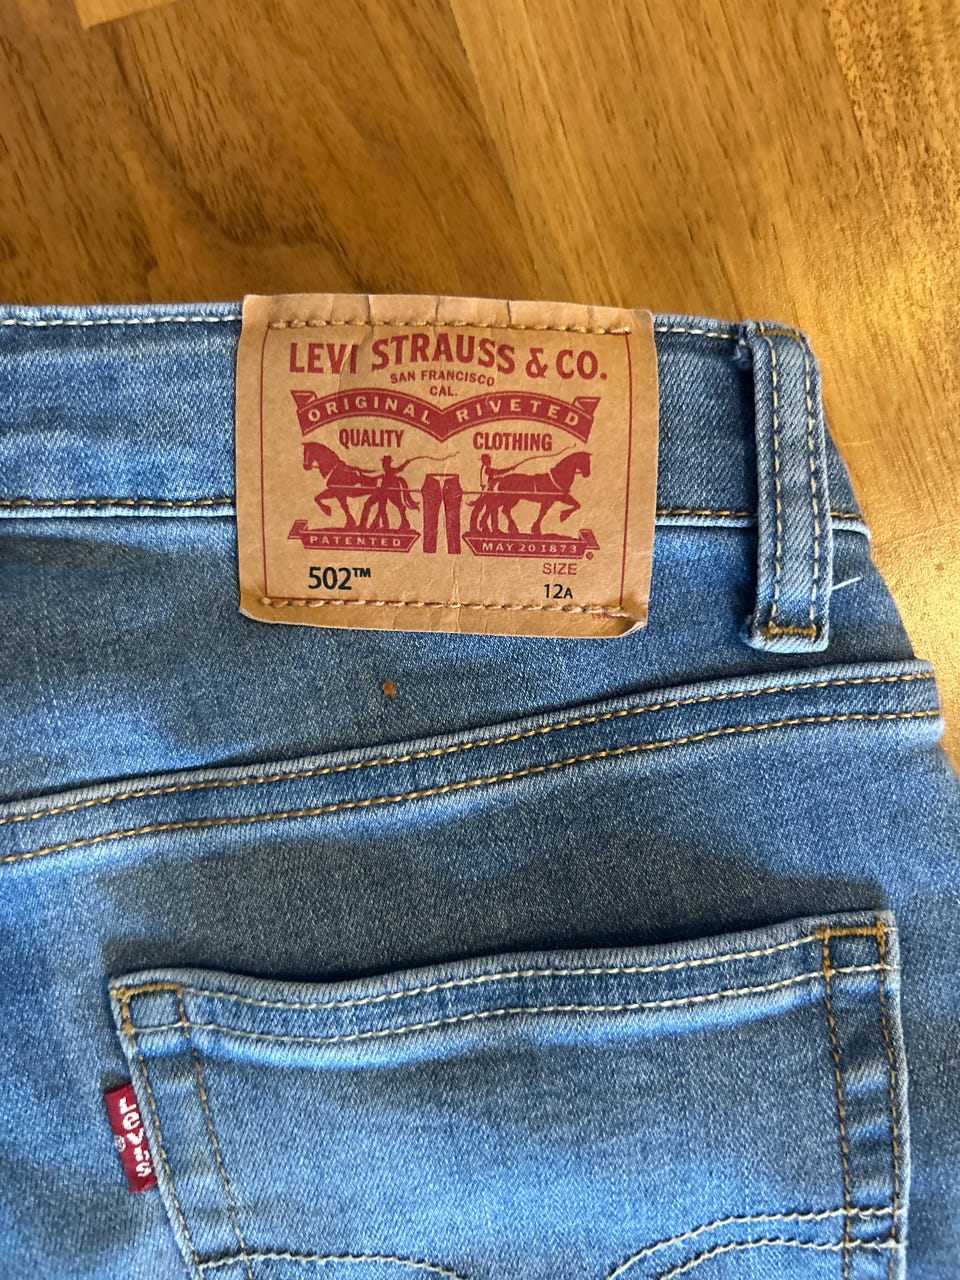 LEVI STRAUSS & CO.
SAN FRANCISCO
CAL.
ORIGINAL RIVETED
QUALITY CLOTHING
PATENTED MAY 20 1873 ®
502™
SIZE
12A
Levi's
®